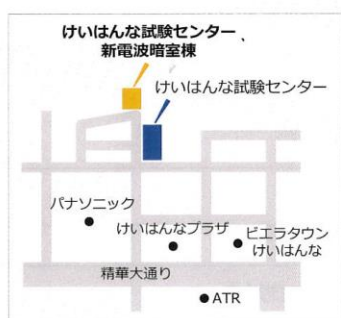 けいはんな試験センター、
新電波暗室棟
けいはんな試験センター
パナソニック
けいはんなプラザ
ビエラタウン
けいはんな
精華大通り
ATR